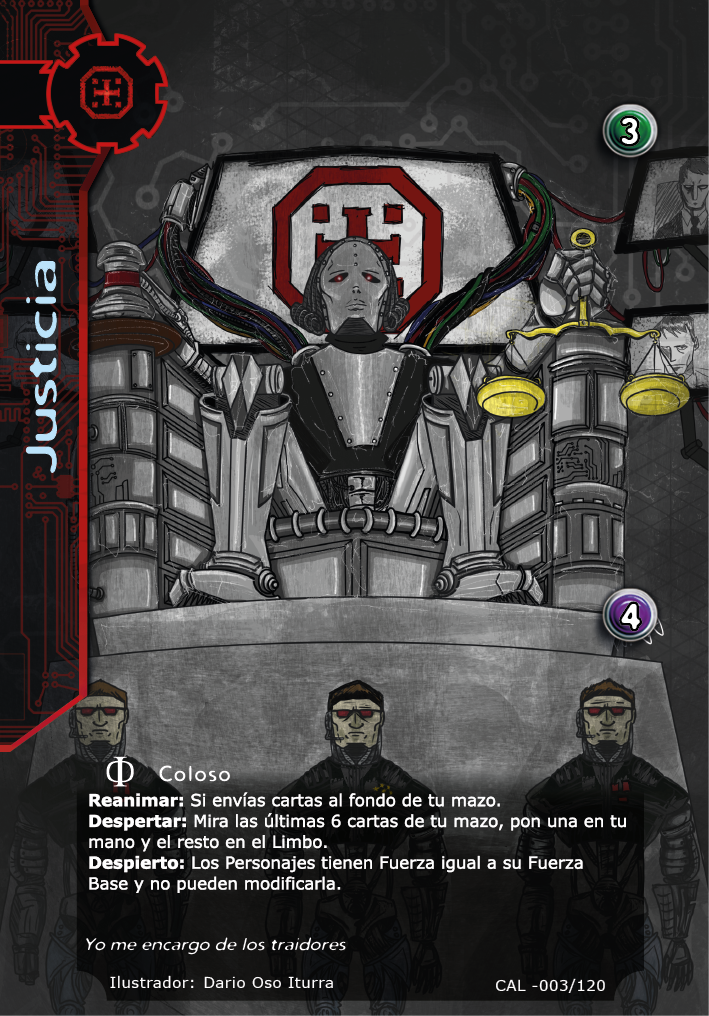 Justicia
3
4
Φ Coloso
Reanimar: Si envías cartas al fondo de tu mazo.
Despertar: Mira las últimas 6 cartas de tu mazo, pon una en tu
mano y el resto en el Limbo.
Despierto: Los Personajes tienen Fuerza igual a su Fuerza
Base y no pueden modificarla.
Yo me encargo de los traidores
Ilustrador: Dario Oso Iturra
CAL -003/120